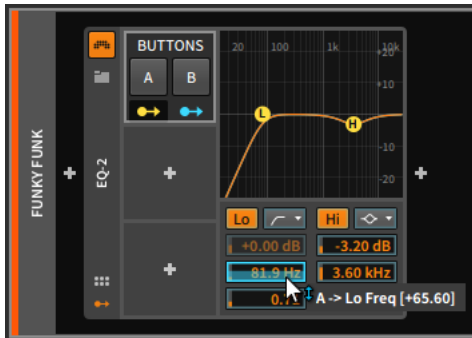 FUNKY FUNK
EQ-2
BUTTONS
A B
20 100 1k 10k
+20
+10
-10
-20
L
H
Lo Hi
+0.00 dB -3.20 dB
81.9 Hz 3.60 kHz
A -> Lo Freq [+65.60]